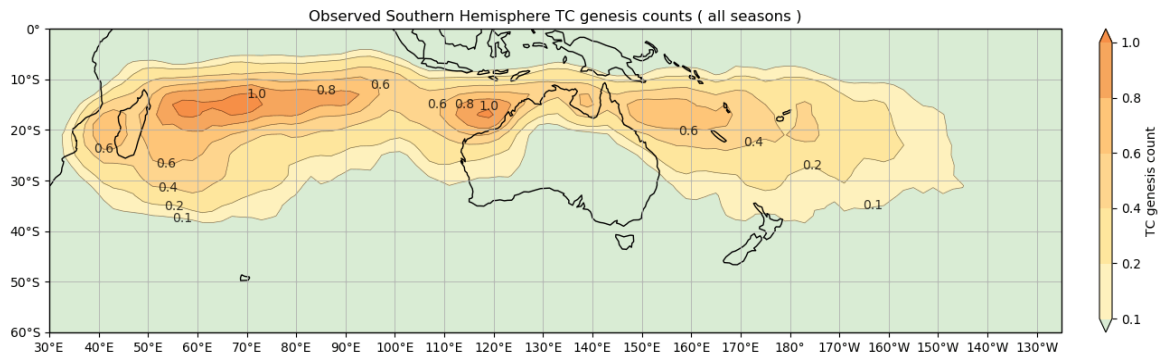 Observed Southern Hemisphere TC genesis counts ( all seasons )
0°
10°S
20°S
30°S
40°S
50°S
60°S
30°E 40°E 50°E 60°E 70°E 80°E 90°E 100°E 110°E 120°E 130°E 140°E 150°E 160°E 170°E 180° 170°W 160°W 150°W 140°W 130°W
1.0 0.8 0.6 0.6 0.8 1.0
0.6 0.6 0.4 0.2 0.1
0.6 0.4 0.2 0.1
1.0
0.8
0.6
0.4
0.2
0.1
TC genesis count